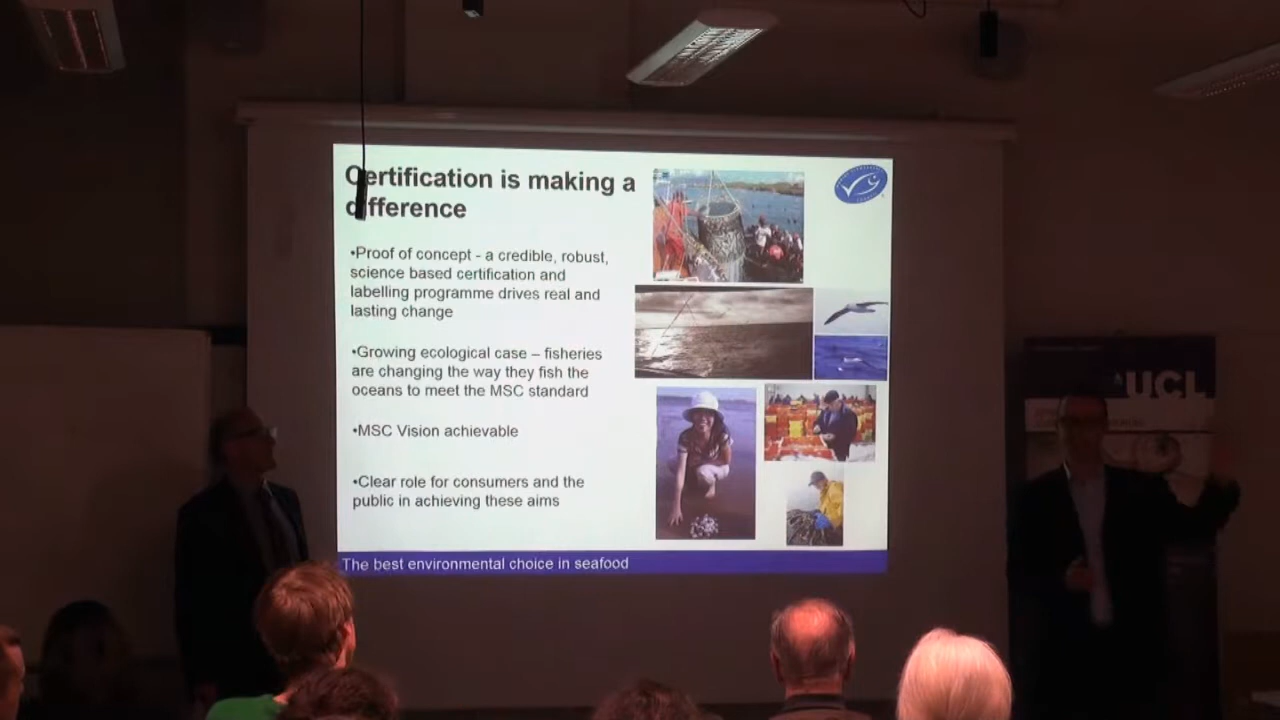 Certification is making a
difference
•Proof of concept - a credible, robust,
science based certification and
labelling programme drives real and
lasting change
•Growing ecological case – fisheries
are changing the way they fish the
oceans to meet the MSC standard
•MSC Vision achievable
•Clear role for consumers and the
public in achieving these aims
The best environmental choice in seafood
UCL